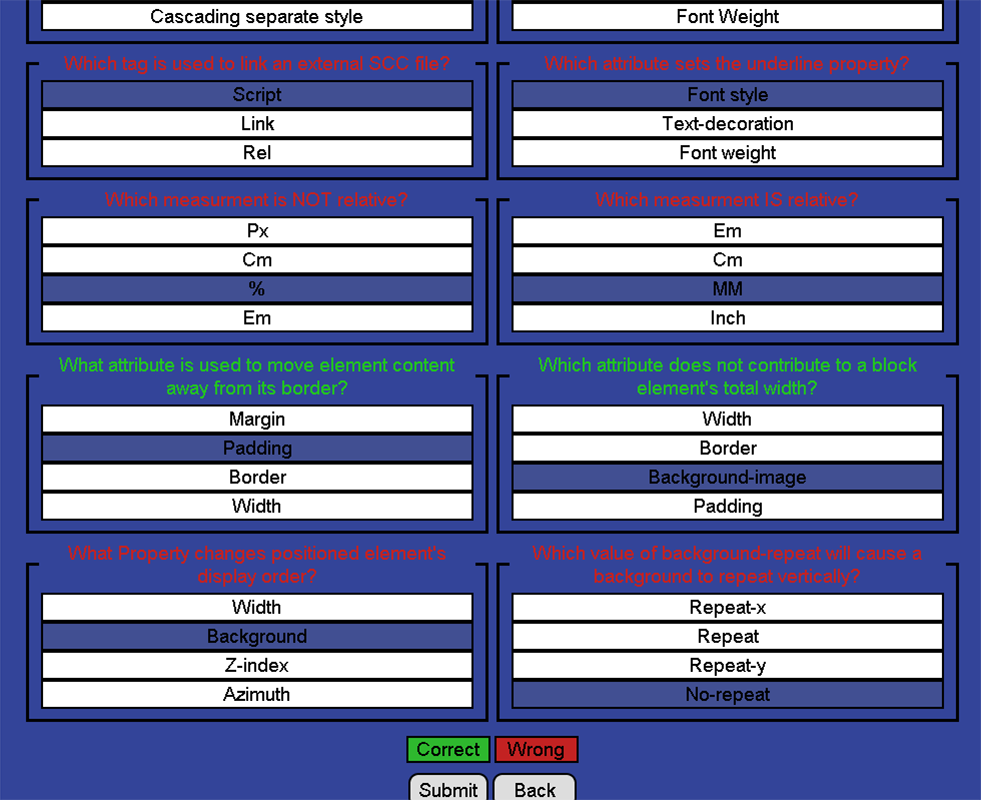 Cascading separate style
Font Weight
Which tag is used to link an external SCC file?
Script
Link
Rel
Which attribute sets the underline property?
Font style
Text-decoration
Font weight
Which measurment is NOT relative?
Px
Cm
%
Em
Which measurment IS relative?
Em
Cm
MM
Inch
What attribute is used to move element content
away from its border?
Margin
Padding
Border
Width
Which attribute does not contribute to a block
element's total width?
Width
Border
Background-image
Padding
What Property changes positioned element's
display order?
Width
Background
Z-index
Azimuth
Which value of background-repeat will cause a
background to repeat vertically?
Repeat-x
Repeat
Repeat-y
No-repeat
Correct
Wrong
Submit
Back